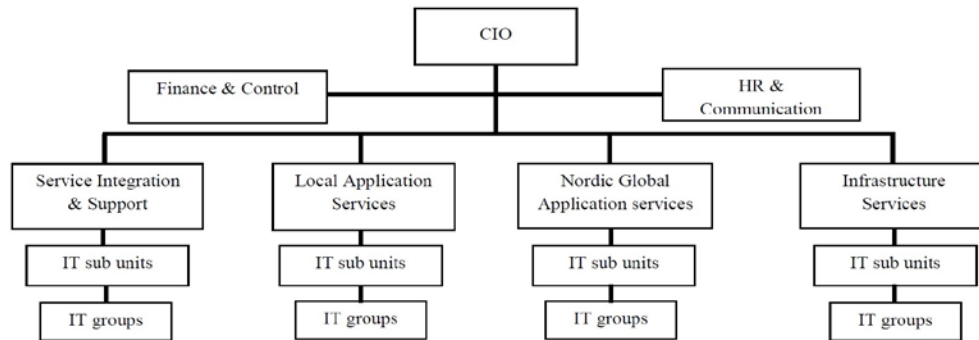 CIO
Finance & Control
HR &
Communication
Service Integration
& Support
Local Application
Services
Nordic Global
Application services
Infrastructure
Services
IT sub units
IT sub units
IT sub units
IT sub units
IT groups
IT groups
IT groups
IT groups